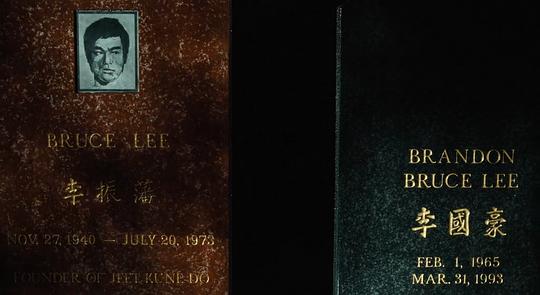 BRUCE LEE
李振藩
NOV. 27, 1940 — JULY 20, 1973
FOUNDER OF JEET KUNE DO
BRANDON
BRUCE LEE
李國豪
FEB. 1, 1965
MAR. 31, 1993